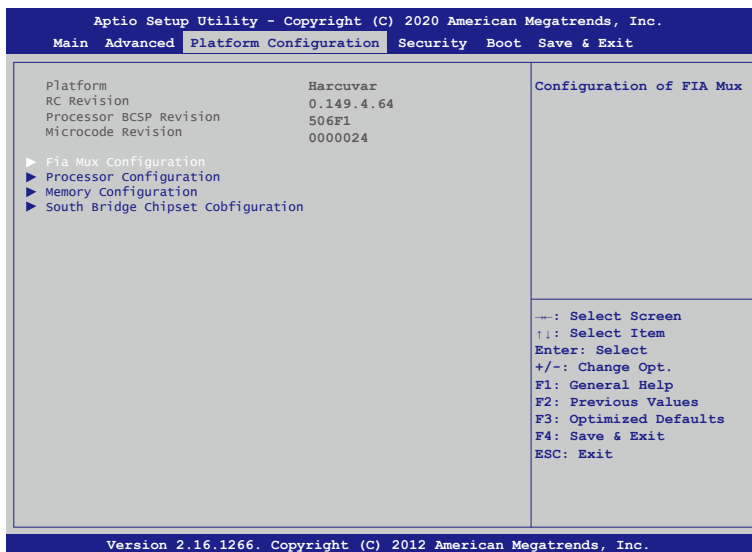 Aptio Setup Utility - Copyright (C) 2020 American Megatrends, Inc.
Main Advanced Platform Configuration Security Boot Save & Exit
Platform Harcuvar
RC Revision 0.149.4.64
Processor BCSP Revision 506F1
Microcode Revision 0000024
▶ Fia Mux Configuration
▶ Processor Configuration
▶ Memory Configuration
▶ South Bridge Chipset Cobfiguration
Configuration of FIA Mux
→←: Select Screen
↑↓: Select Item
Enter: Select
+/-: Change Opt.
F1: General Help
F2: Previous Values
F3: Optimized Defaults
F4: Save & Exit
ESC: Exit
Version 2.16.1266. Copyright (C) 2012 American Megatrends, Inc.